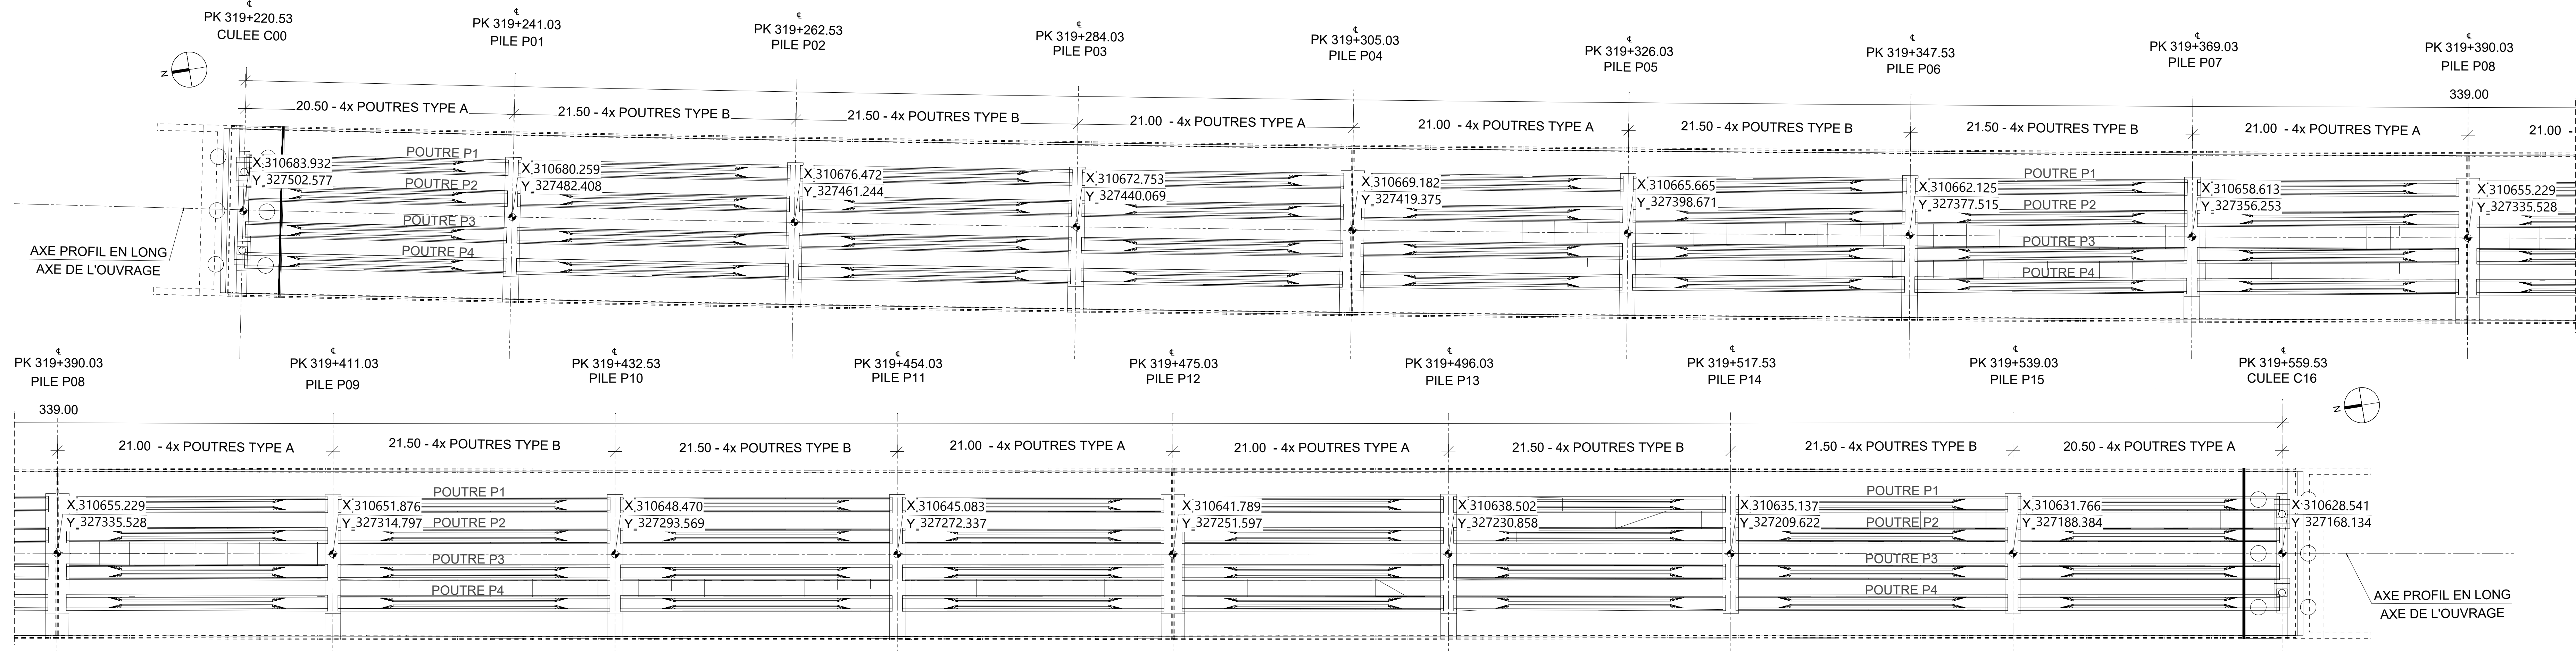 ℄
PK 319+220.53
CULEE C00
℄
PK 319+241.03
PILE P01
℄
PK 319+262.53
PILE P02
℄
PK 319+284.03
PILE P03
℄
PK 319+305.03
PILE P04
℄
PK 319+326.03
PILE P05
℄
PK 319+347.53
PILE P06
℄
PK 319+369.03
PILE P07
℄
PK 319+390.03
PILE P08
N
339.00
20.50 - 4x POUTRES TYPE A
21.50 - 4x POUTRES TYPE B
21.50 - 4x POUTRES TYPE B
21.00 - 4x POUTRES TYPE A
21.00 - 4x POUTRES TYPE A
21.50 - 4x POUTRES TYPE B
21.50 - 4x POUTRES TYPE B
21.00 - 4x POUTRES TYPE A
21.00 -
POUTRE P1
POUTRE P2
POUTRE P3
POUTRE P4
X=310683.932
Y=327502.577
X=310680.259
Y=327482.408
X=310676.472
Y=327461.244
X=310672.753
Y=327440.069
X=310669.182
Y=327419.375
X=310665.665
Y=327398.671
X=310662.125
Y=327377.515
X=310658.613
Y=327356.253
X=310655.229
Y=327335.528
POUTRE P1
POUTRE P2
POUTRE P3
POUTRE P4
AXE PROFIL EN LONG
AXE DE L'OUVRAGE
℄
PK 319+390.03
PILE P08
℄
PK 319+411.03
PILE P09
℄
PK 319+432.53
PILE P10
℄
PK 319+454.03
PILE P11
℄
PK 319+475.03
PILE P12
℄
PK 319+496.03
PILE P13
℄
PK 319+517.53
PILE P14
℄
PK 319+539.03
PILE P15
℄
PK 319+559.53
CULEE C16
N
339.00
21.00 - 4x POUTRES TYPE A
21.50 - 4x POUTRES TYPE B
21.50 - 4x POUTRES TYPE B
21.00 - 4x POUTRES TYPE A
21.00 - 4x POUTRES TYPE A
21.50 - 4x POUTRES TYPE B
21.50 - 4x POUTRES TYPE B
20.50 - 4x POUTRES TYPE A
X=310655.229
Y=327335.528
X=310651.876
Y=327314.797
X=310648.470
Y=327293.569
X=310645.083
Y=327272.337
X=310641.789
Y=327251.597
X=310638.502
Y=327230.858
X=310635.137
Y=327209.622
X=310631.766
Y=327188.384
X=310628.541
Y=327168.134
POUTRE P1
POUTRE P2
POUTRE P3
POUTRE P4
POUTRE P1
POUTRE P2
POUTRE P3
POUTRE P4
AXE PROFIL EN LONG
AXE DE L'OUVRAGE